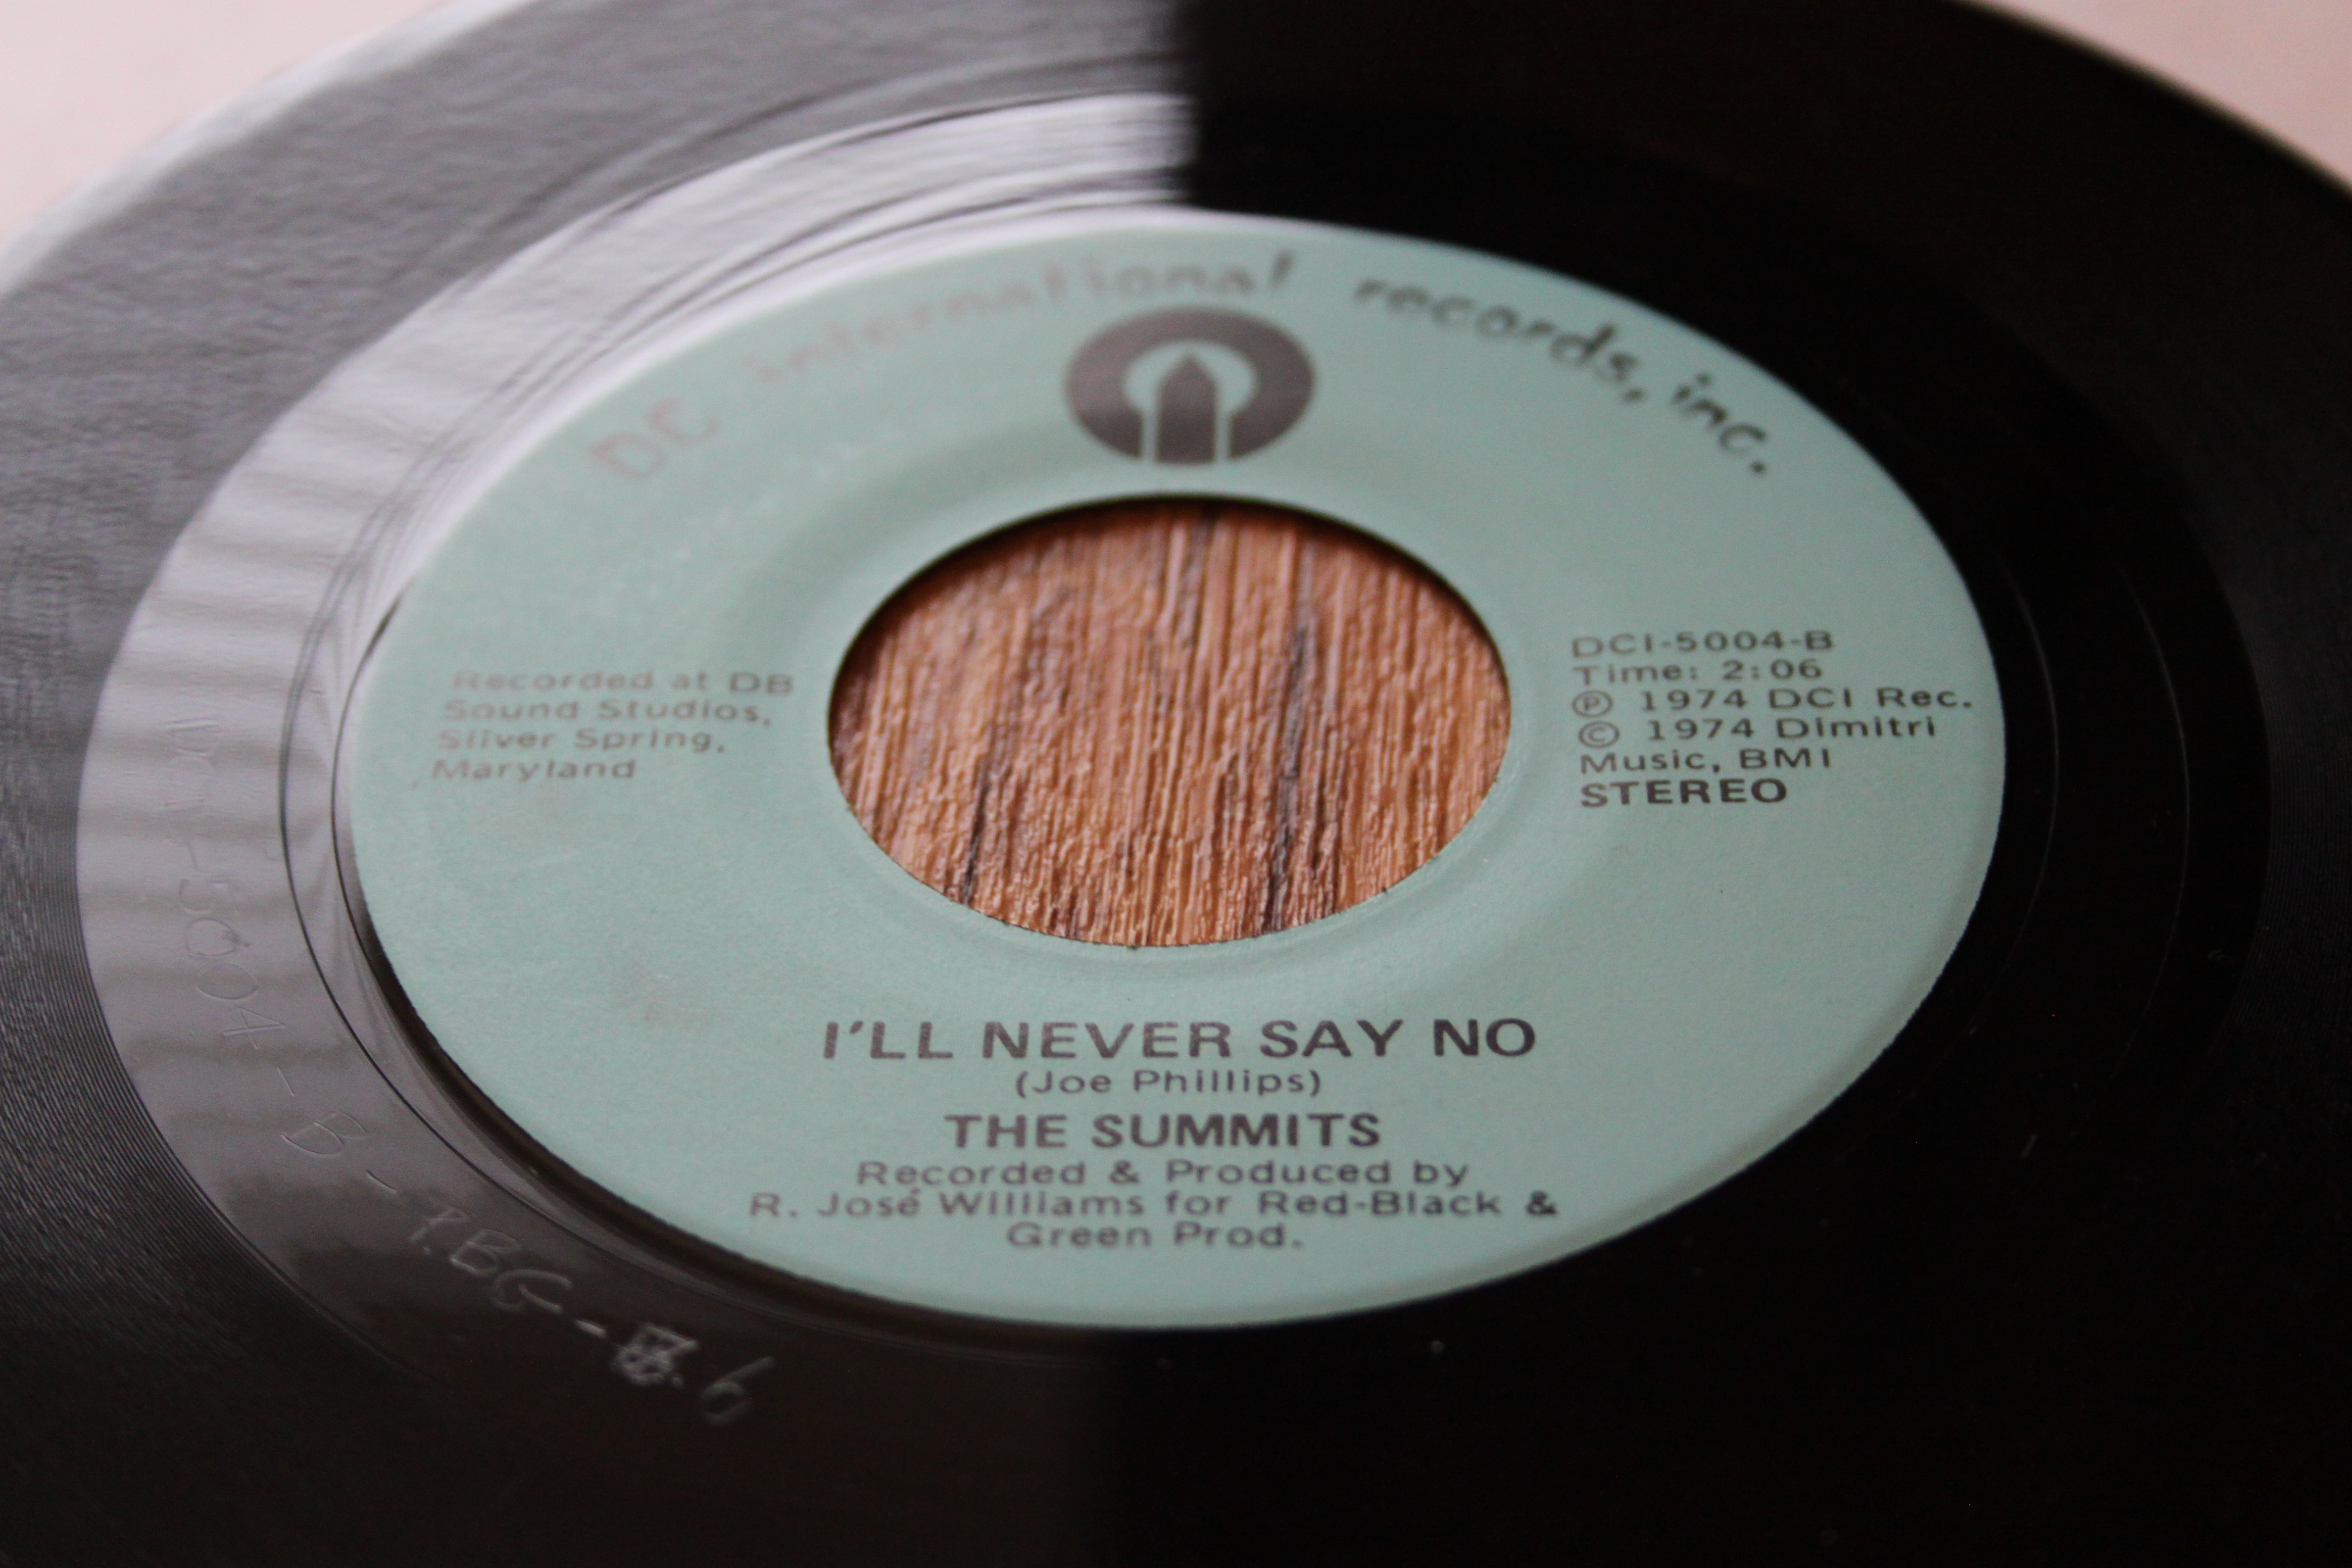 DC international records, inc.
Recorded at DB
Sound Studios,
Silver Spring,
Maryland
DCI-5004-B
Time: 2:06
℗ 1974 DCI Rec.
© 1974 Dimitri
Music, BMI
STEREO
I'LL NEVER SAY NO
(Joe Phillips)
THE SUMMITS
Recorded & Produced by
R. José Williams for Red-Black &
Green Prod.
DCI-5004-B-